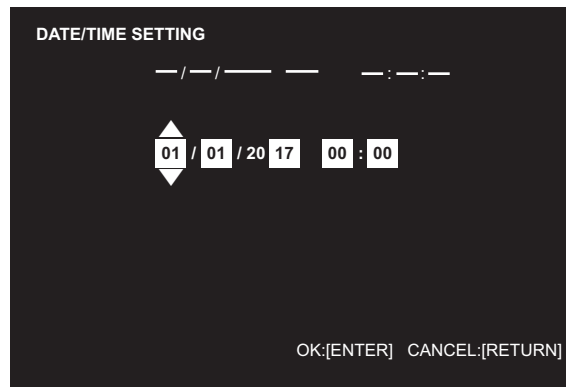 DATE/TIME SETTING
—/—/—— — —:—:—
01 / 01 / 20 17 00 : 00
OK:[ENTER] CANCEL:[RETURN]